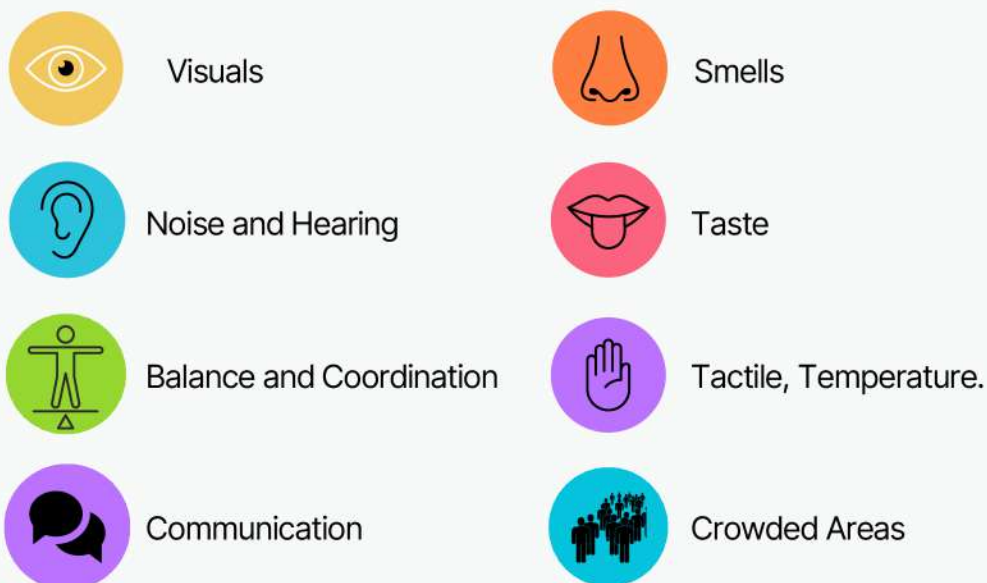 Visuals
Smells
Noise and Hearing
Taste
Balance and Coordination
Tactile, Temperature.
Communication
Crowded Areas